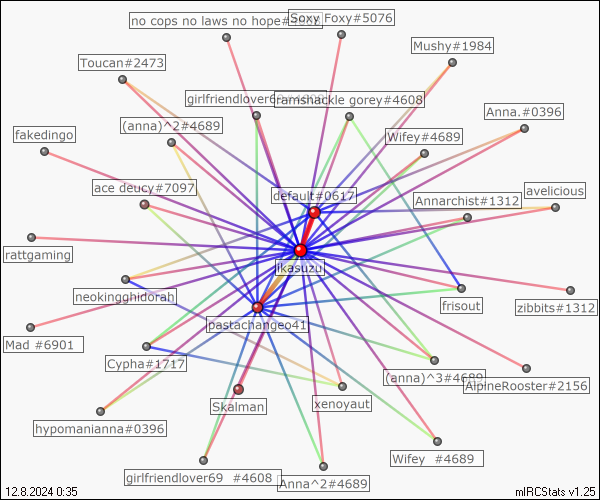 no cops no laws no hope#
Soxy Foxy#5076
Mushy#1984
Toucan#2473
girlfriendlover6
ramshackle gorey#4608
Anna.#0396
(anna)^2#4689
fakedingo
Wifey#4689
ace deucy#7097
default#0617
avelicious
Annarchist#1312
rattgaming
jkasuzu
neokingghidorah
frisout
zibbits#1312
pastachangeo41
Mad #6901
Cypha#1717
(anna)^3#4689
AlpineRooster#2156
Skalman
xenoyaut
hypomanianna#0396
Wifey #4689
girlfriendlover69 #4608
Anna^2#4689
12.8.2024 0:35
mIRCStats v1.25